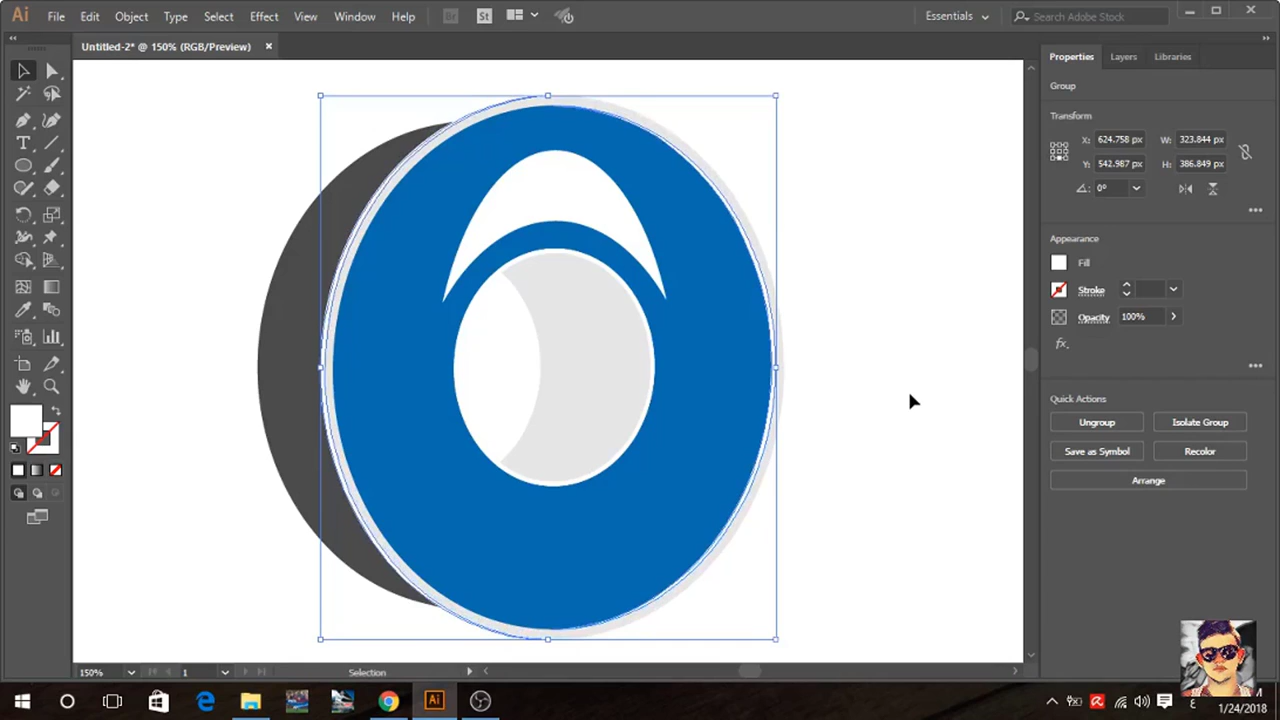 Ai File Edit Object Type Select Effect View Window Help Br St Essentials Search Adobe Stock
Untitled-2* @ 150% (RGB/Preview)
Properties Layers Libraries
Group
Transform
X: 624.758 px W: 323.844 px
Y: 542.987 px H: 386.849 px
0°
Appearance
Fill
Stroke
Opacity 100%
fx
Quick Actions
Ungroup Isolate Group
Save as Symbol Recolor
Arrange
150% 1 Selection
Ai ع
1/24/2018